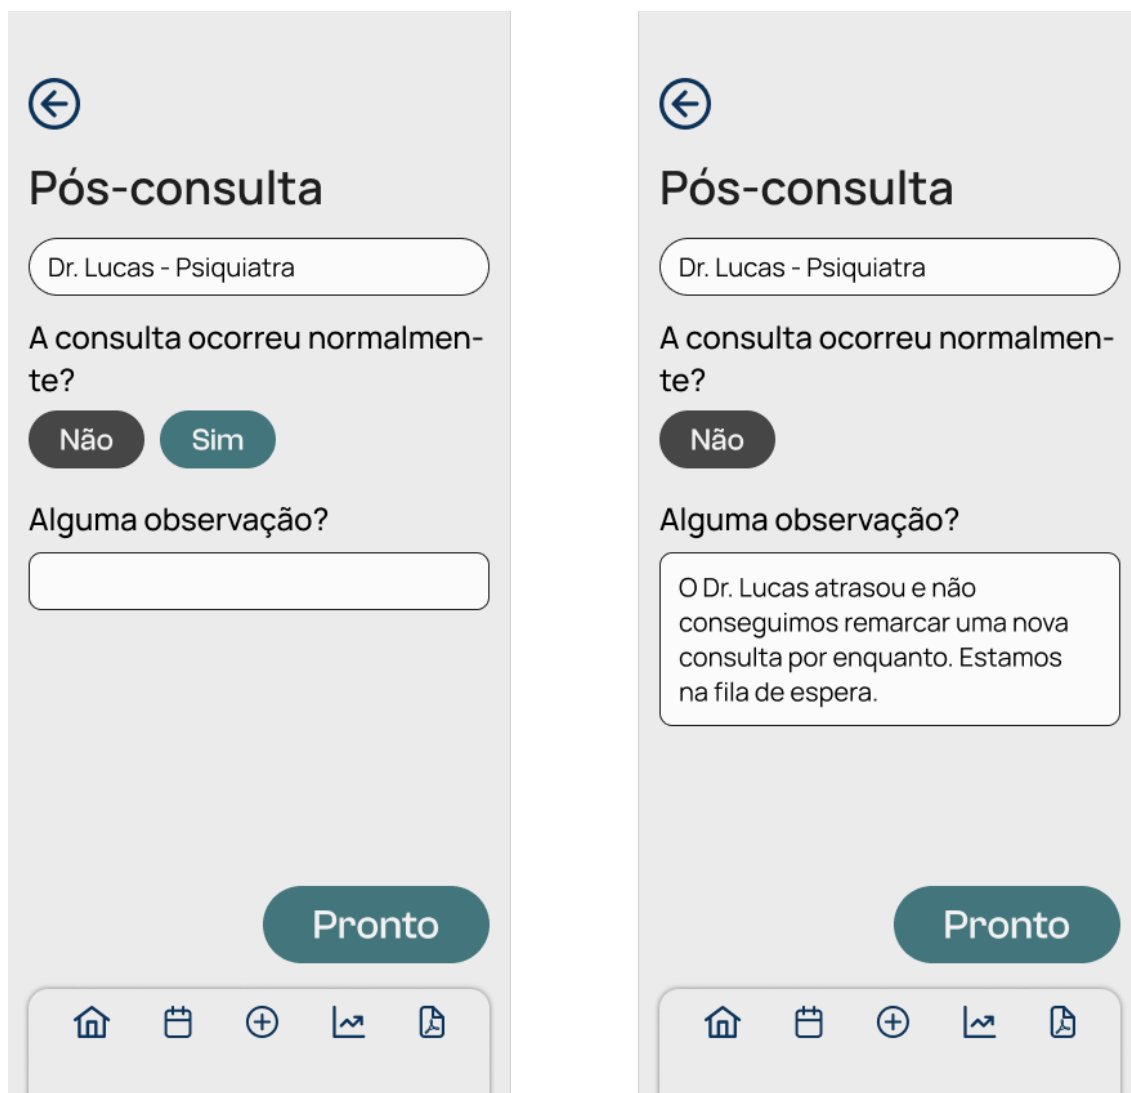 Pós-consulta
Dr. Lucas - Psiquiatra
A consulta ocorreu normalmen-
te?
Não
Sim
Alguma observação?
Pronto
Pós-consulta
Dr. Lucas - Psiquiatra
A consulta ocorreu normalmen-
te?
Não
Alguma observação?
O Dr. Lucas atrasou e não
conseguimos remarcar uma nova
consulta por enquanto. Estamos
na fila de espera.
Pronto